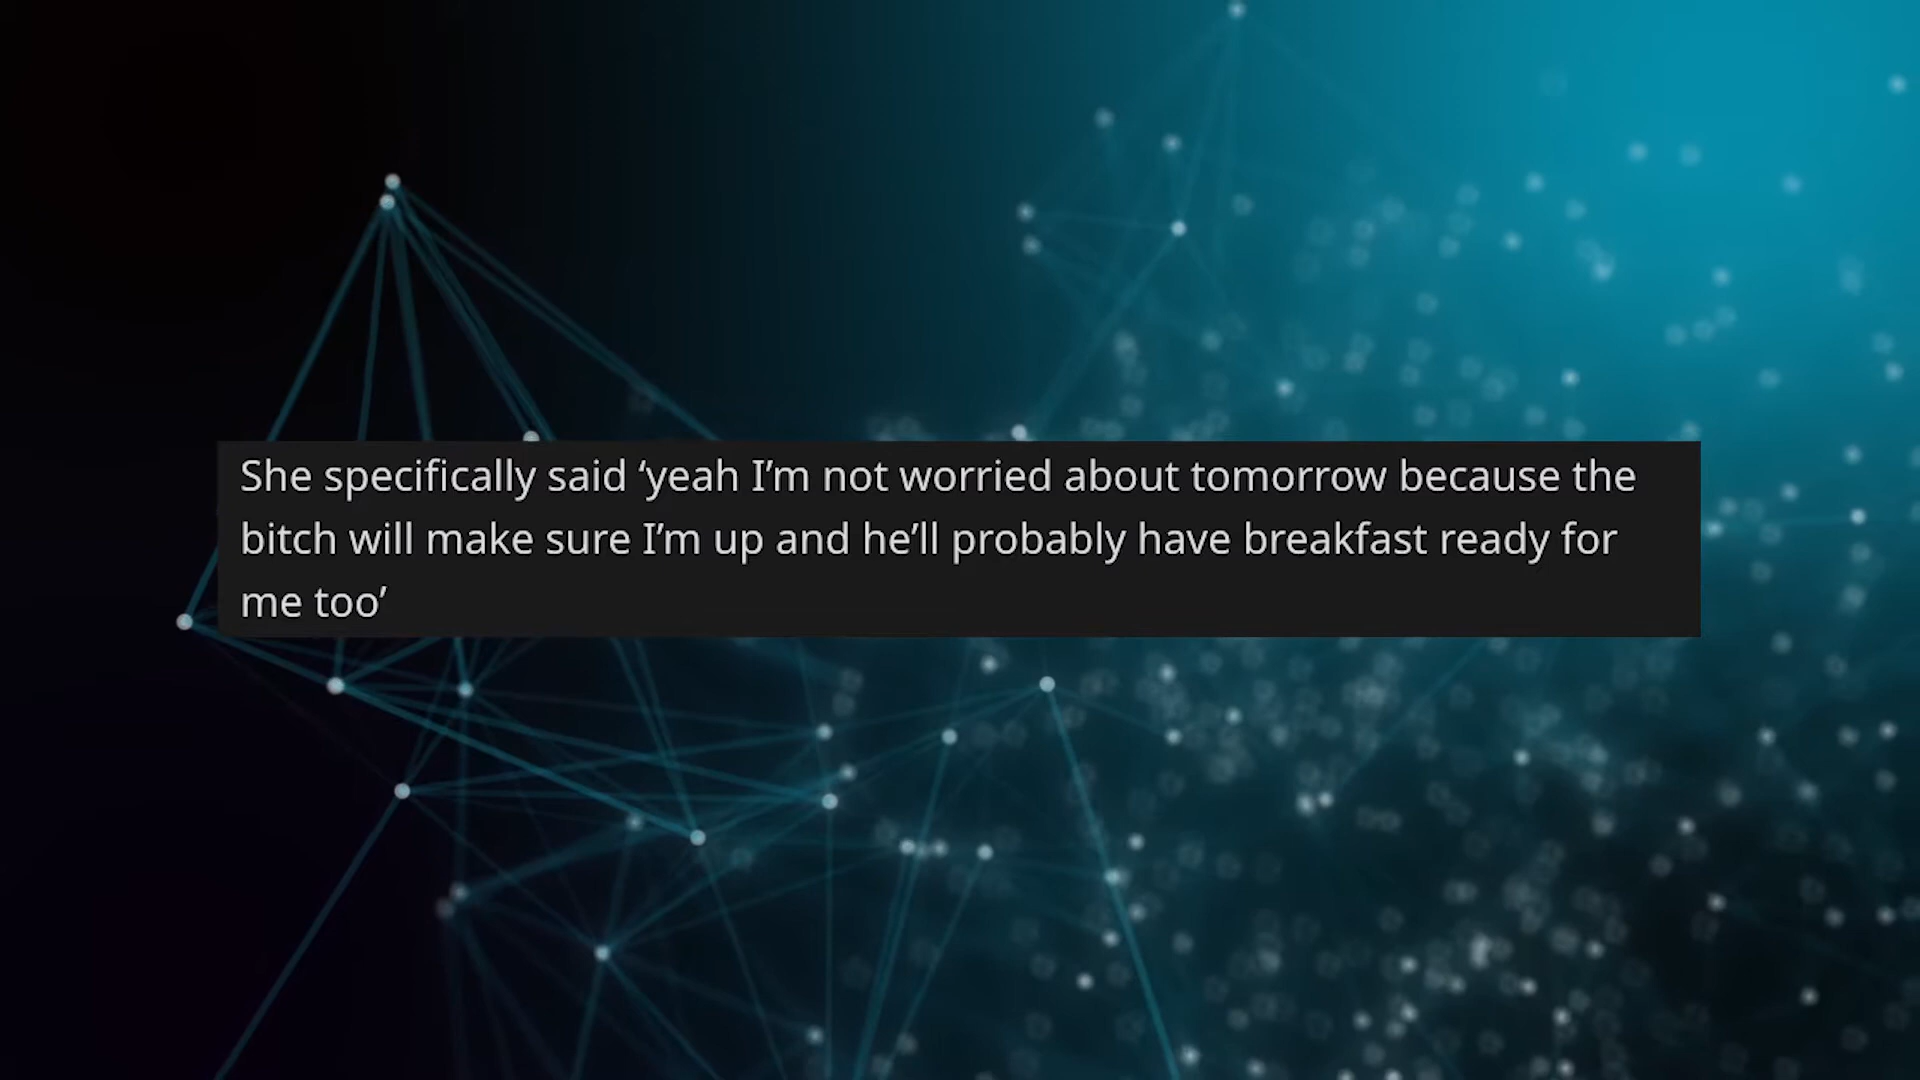 She specifically said ‘yeah I’m not worried about tomorrow because the
bitch will make sure I’m up and he’ll probably have breakfast ready for
me too’